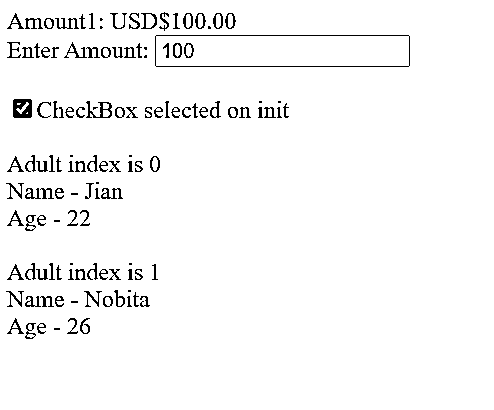 Amount1: USD$100.00
Enter Amount: 100
CheckBox selected on init
Adult index is 0
Name - Jian
Age - 22
Adult index is 1
Name - Nobita
Age - 26